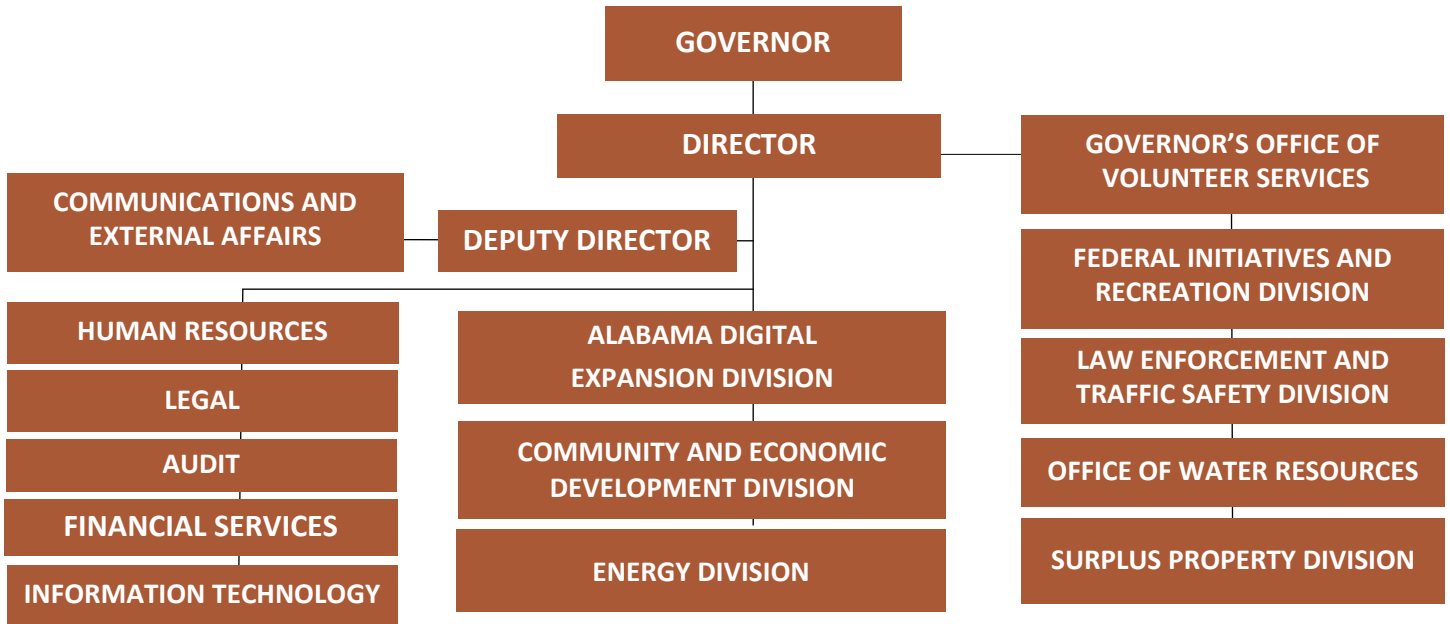 GOVERNOR
DIRECTOR
GOVERNOR’S OFFICE OF
VOLUNTEER SERVICES
COMMUNICATIONS AND
EXTERNAL AFFAIRS
DEPUTY DIRECTOR
HUMAN RESOURCES
LEGAL
AUDIT
FINANCIAL SERVICES
INFORMATION TECHNOLOGY
ALABAMA DIGITAL
EXPANSION DIVISION
COMMUNITY AND ECONOMIC
DEVELOPMENT DIVISION
ENERGY DIVISION
FEDERAL INITIATIVES AND
RECREATION DIVISION
LAW ENFORCEMENT AND
TRAFFIC SAFETY DIVISION
OFFICE OF WATER RESOURCES
SURPLUS PROPERTY DIVISION